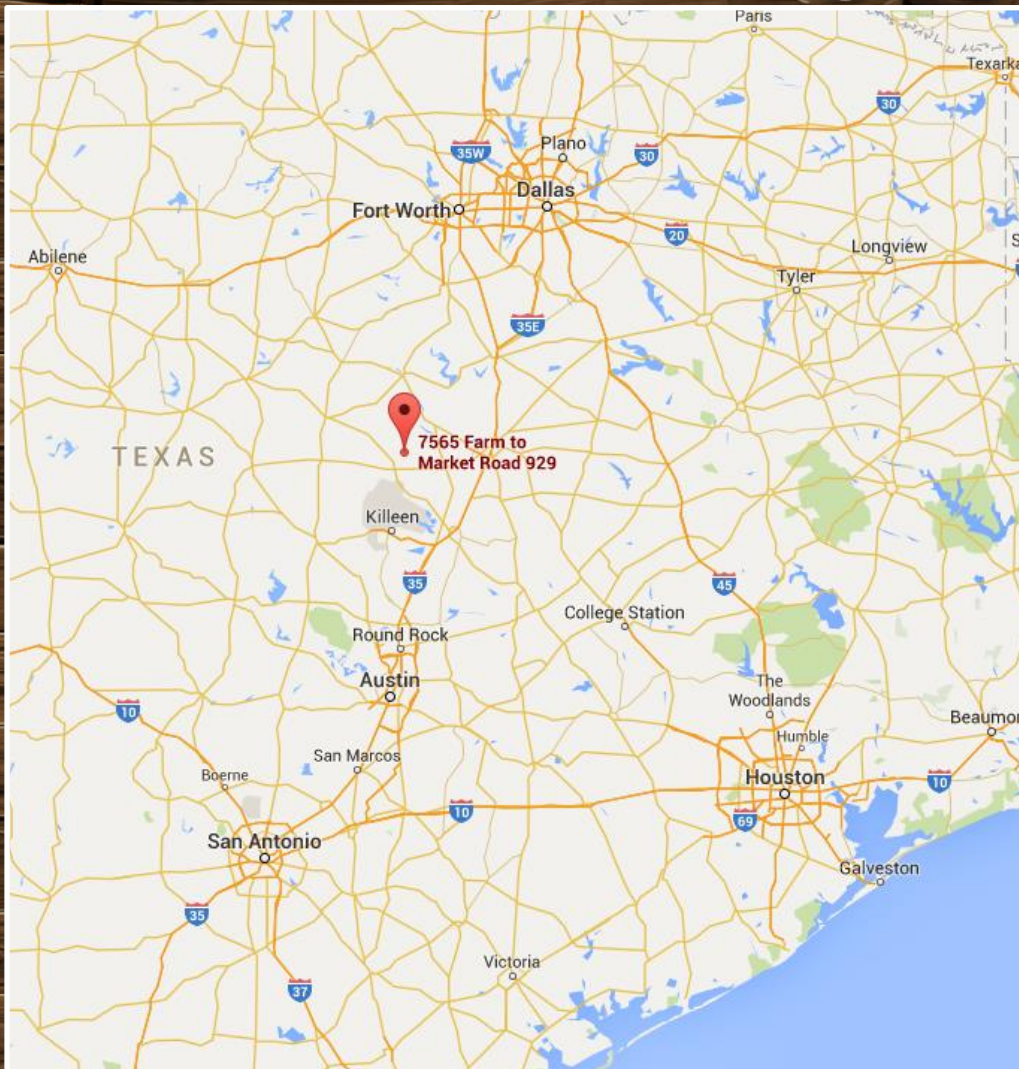 Paris
Texarka
30
Plano
35W
30
Dallas
Fort Worth
20
Longview
Abilene
S
Tyler
35E
7565 Farm to
Market Road 929
TEXAS
Killeen
35
45
College Station
Round Rock
Austin
The
Woodlands
10
Beaumon
Humble
San Marcos
Houston
Boerne
10
10
69
San Antonio
Galveston
35
Victoria
37